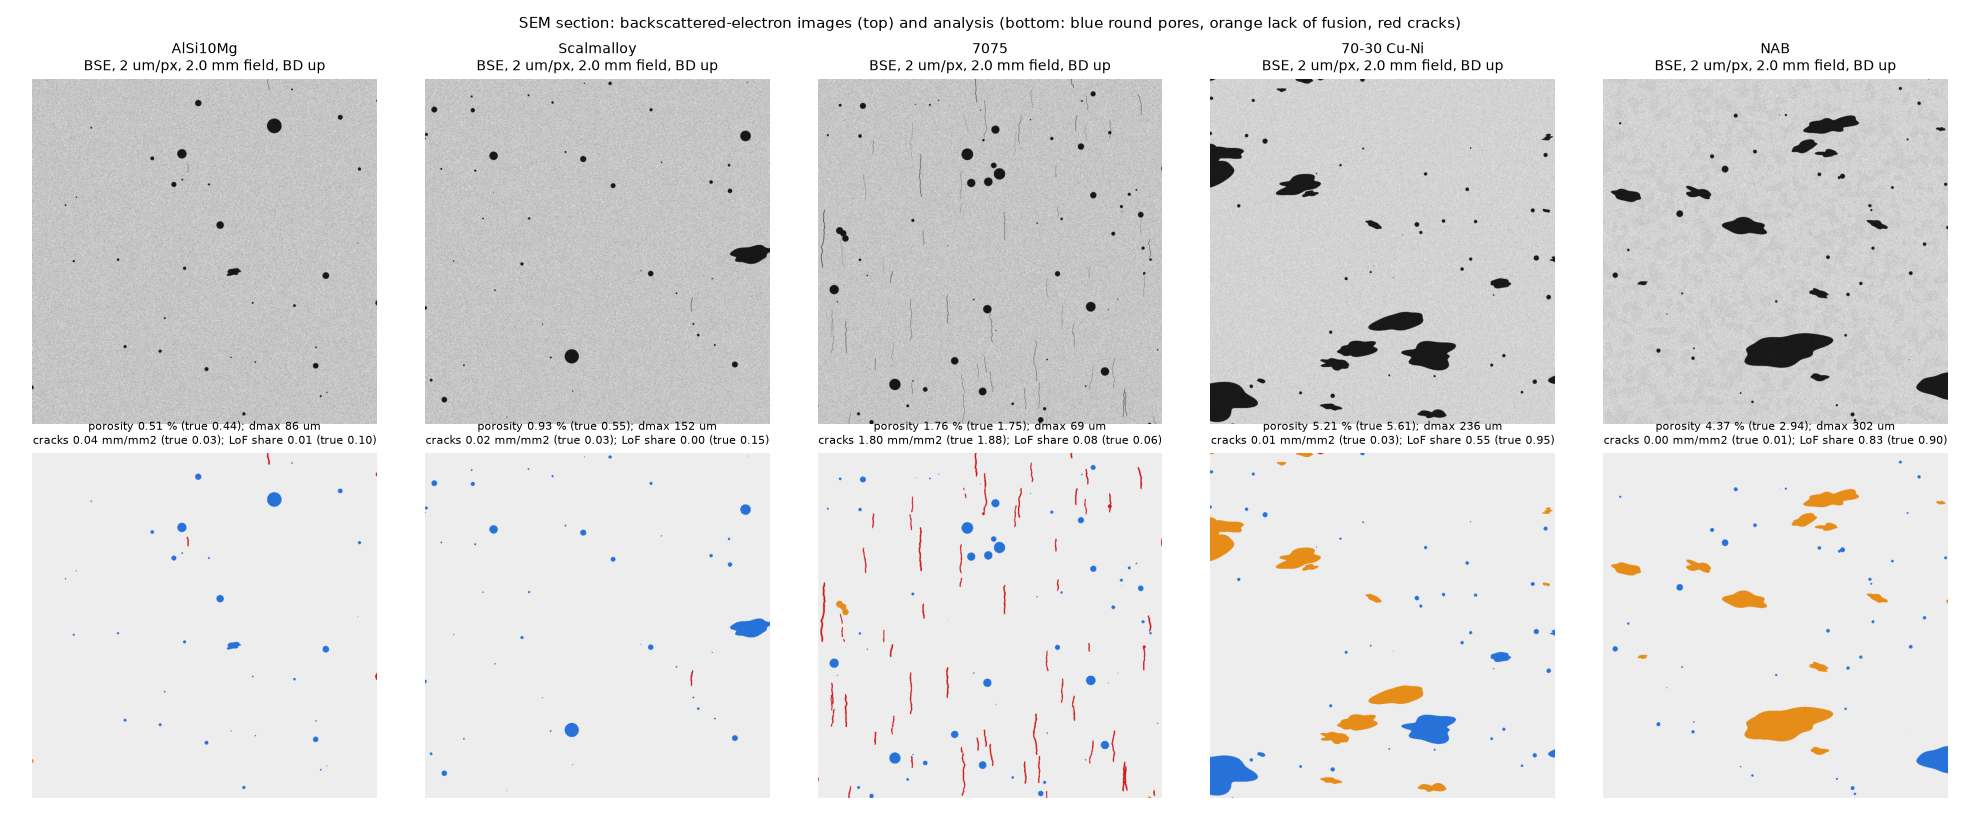 SEM section: backscattered-electron images (top) and analysis (bottom: blue round pores, orange lack of fusion, red cracks)
AlSi10Mg
BSE, 2 um/px, 2.0 mm field, BD up
Scalmalloy
BSE, 2 um/px, 2.0 mm field, BD up
7075
BSE, 2 um/px, 2.0 mm field, BD up
70-30 Cu-Ni
BSE, 2 um/px, 2.0 mm field, BD up
NAB
BSE, 2 um/px, 2.0 mm field, BD up
porosity 0.51 % (true 0.44); dmax 86 um
cracks 0.04 mm/mm2 (true 0.03); LoF share 0.01 (true 0.10)
porosity 0.93 % (true 0.55); dmax 152 um
cracks 0.02 mm/mm2 (true 0.03); LoF share 0.00 (true 0.15)
porosity 1.76 % (true 1.75); dmax 69 um
cracks 1.80 mm/mm2 (true 1.88); LoF share 0.08 (true 0.06)
porosity 5.21 % (true 5.61); dmax 236 um
cracks 0.01 mm/mm2 (true 0.03); LoF share 0.55 (true 0.95)
porosity 4.37 % (true 2.94); dmax 302 um
cracks 0.00 mm/mm2 (true 0.01); LoF share 0.83 (true 0.90)